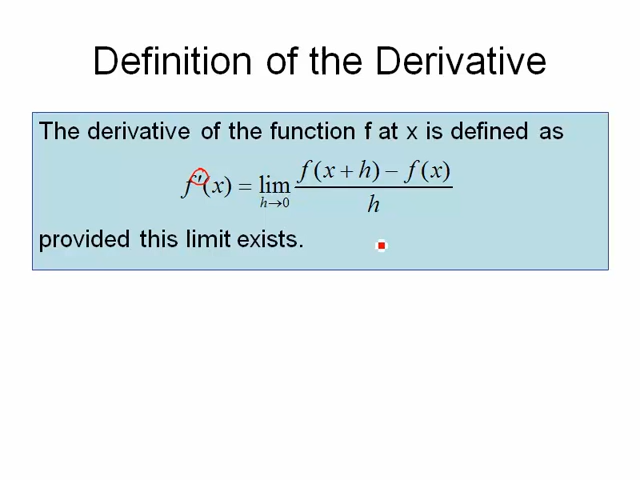 Definition of the Derivative
The derivative of the function f at x is defined as
f'(x) = lim_{h→0} \frac{f(x + h) − f(x)}{h}
provided this limit exists.